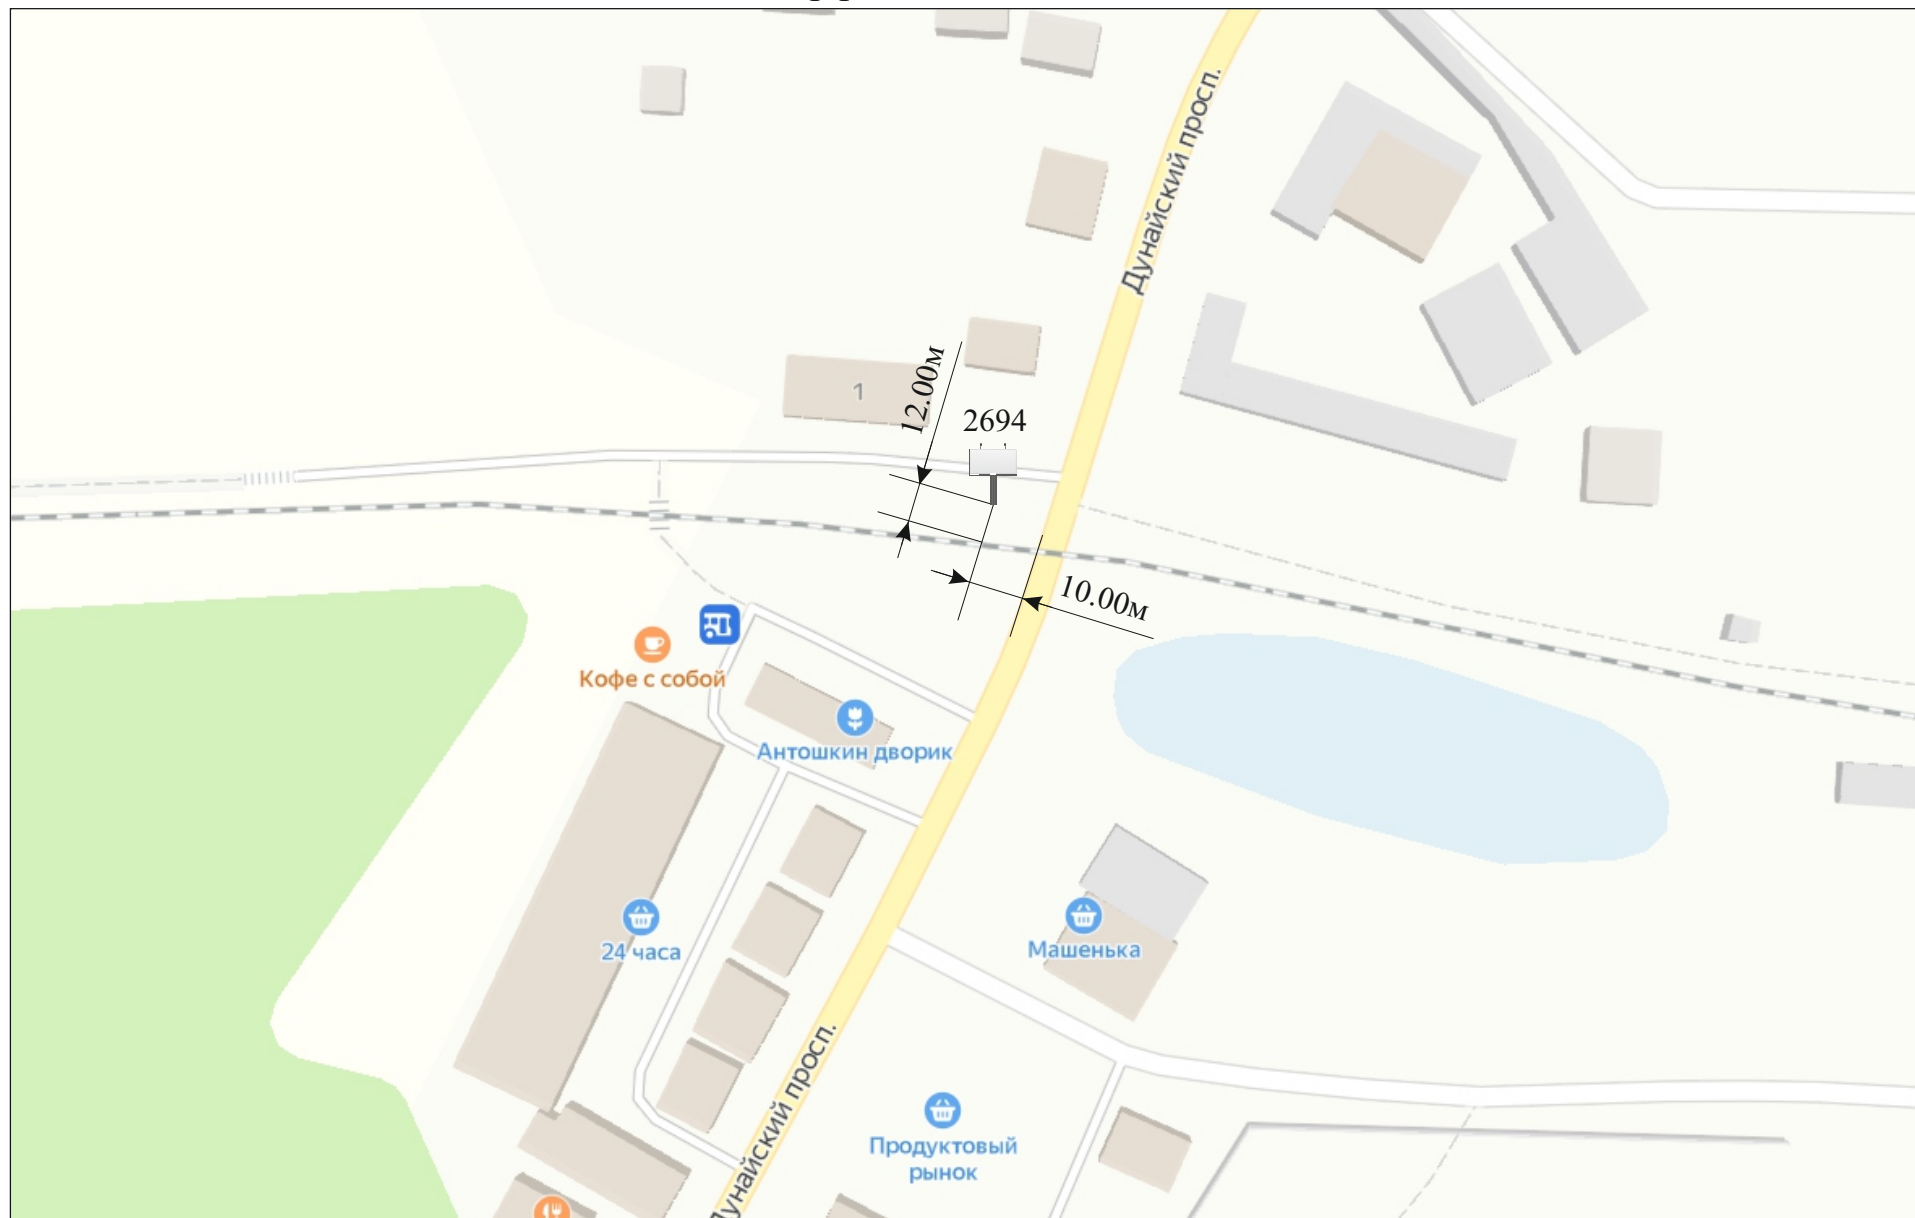 Дунайский просп.
1
12.00м
2694
10.00м
Кофе с собой
Антошкин дворик
24 часа
Машенька
Дунайский просп.
Продуктовый
рынок